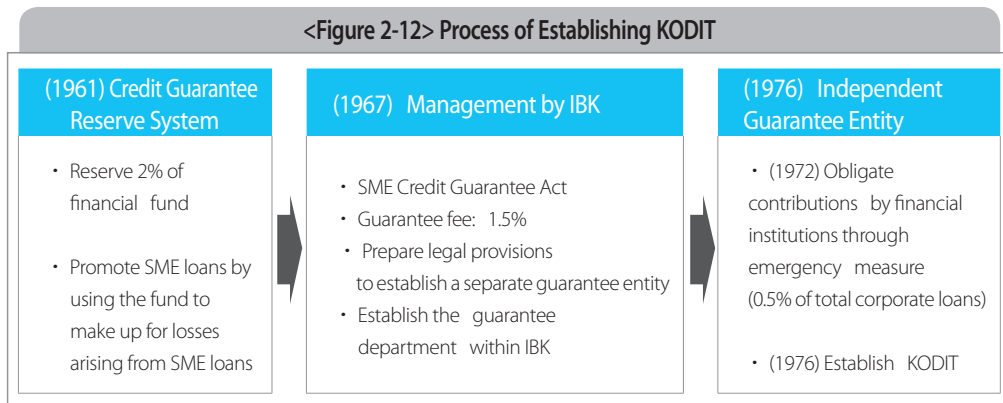 <Figure 2-12> Process of Establishing KODIT
(1961) Credit Guarantee
Reserve System
· Reserve 2% of
financial fund
· Promote SME loans by
using the fund to
make up for losses
arising from SME loans
(1967) Management by IBK
· SME Credit Guarantee Act
· Guarantee fee: 1.5%
· Prepare legal provisions
to establish a separate guarantee entity
· Establish the guarantee
department within IBK
(1976) Independent
Guarantee Entity
· (1972) Obligate
contributions by financial
institutions through
emergency measure
(0.5% of total corporate loans)
· (1976) Establish KODIT